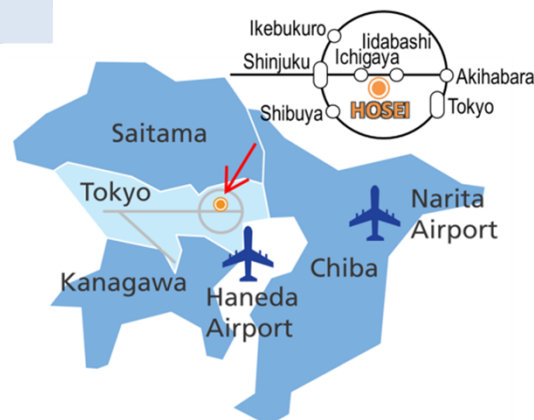 Ikebukuro
Iidabashi
Shinjuku
Ichigaya
Akihabara
Shibuya
HOSEI
Tokyo
Saitama
Tokyo
Narita
Airport
Chiba
Kanagawa
Haneda
Airport